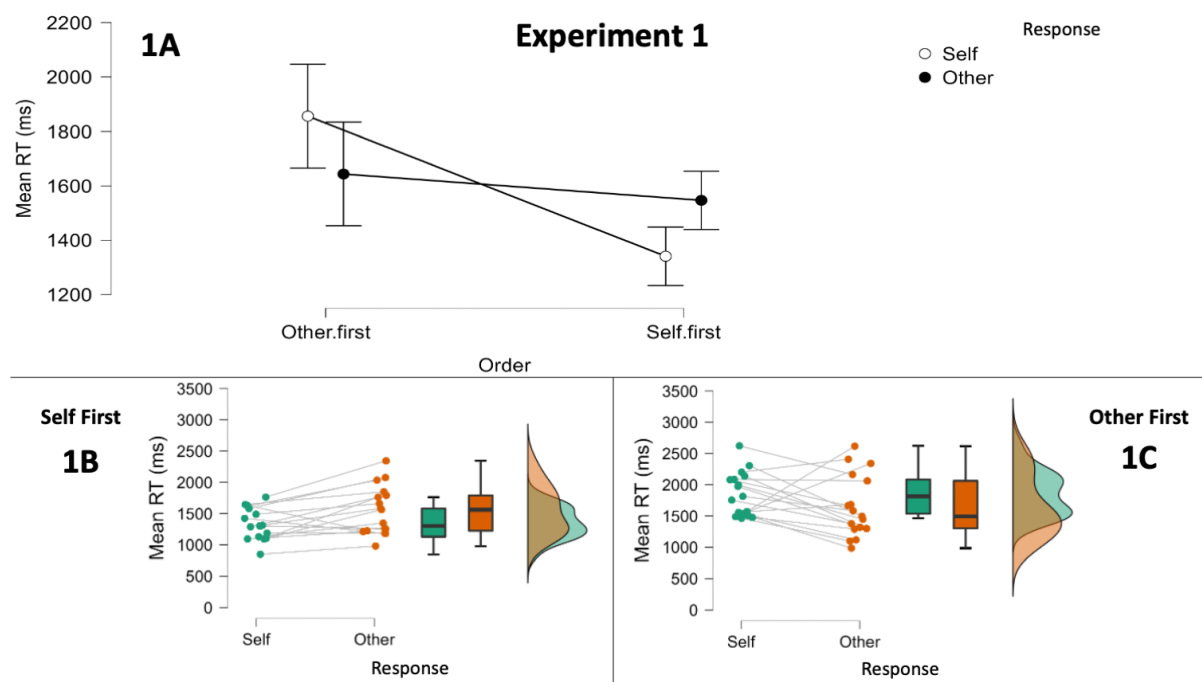 1A
Experiment 1
Response
Self
Other
Mean RT (ms)
2200
2000
1800
1600
1400
1200
Other.first
Self.first
Order
Self First
1B
Mean RT (ms)
3500
3000
2500
2000
1500
1000
500
0
Self
Other
Response
Other First
1C
Mean RT (ms)
3500
3000
2500
2000
1500
1000
500
0
Self
Other
Response